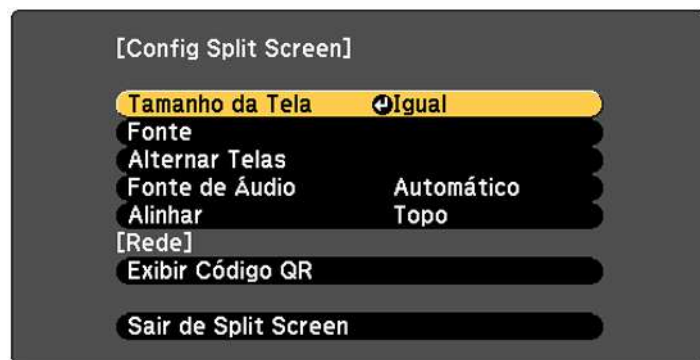 [Config Split Screen]
Tamanho da Tela Igual
Fonte
Alternar Telas
Fonte de Áudio Automático
Alinhar Topo
[Rede]
Exibir Código QR
Sair de Split Screen